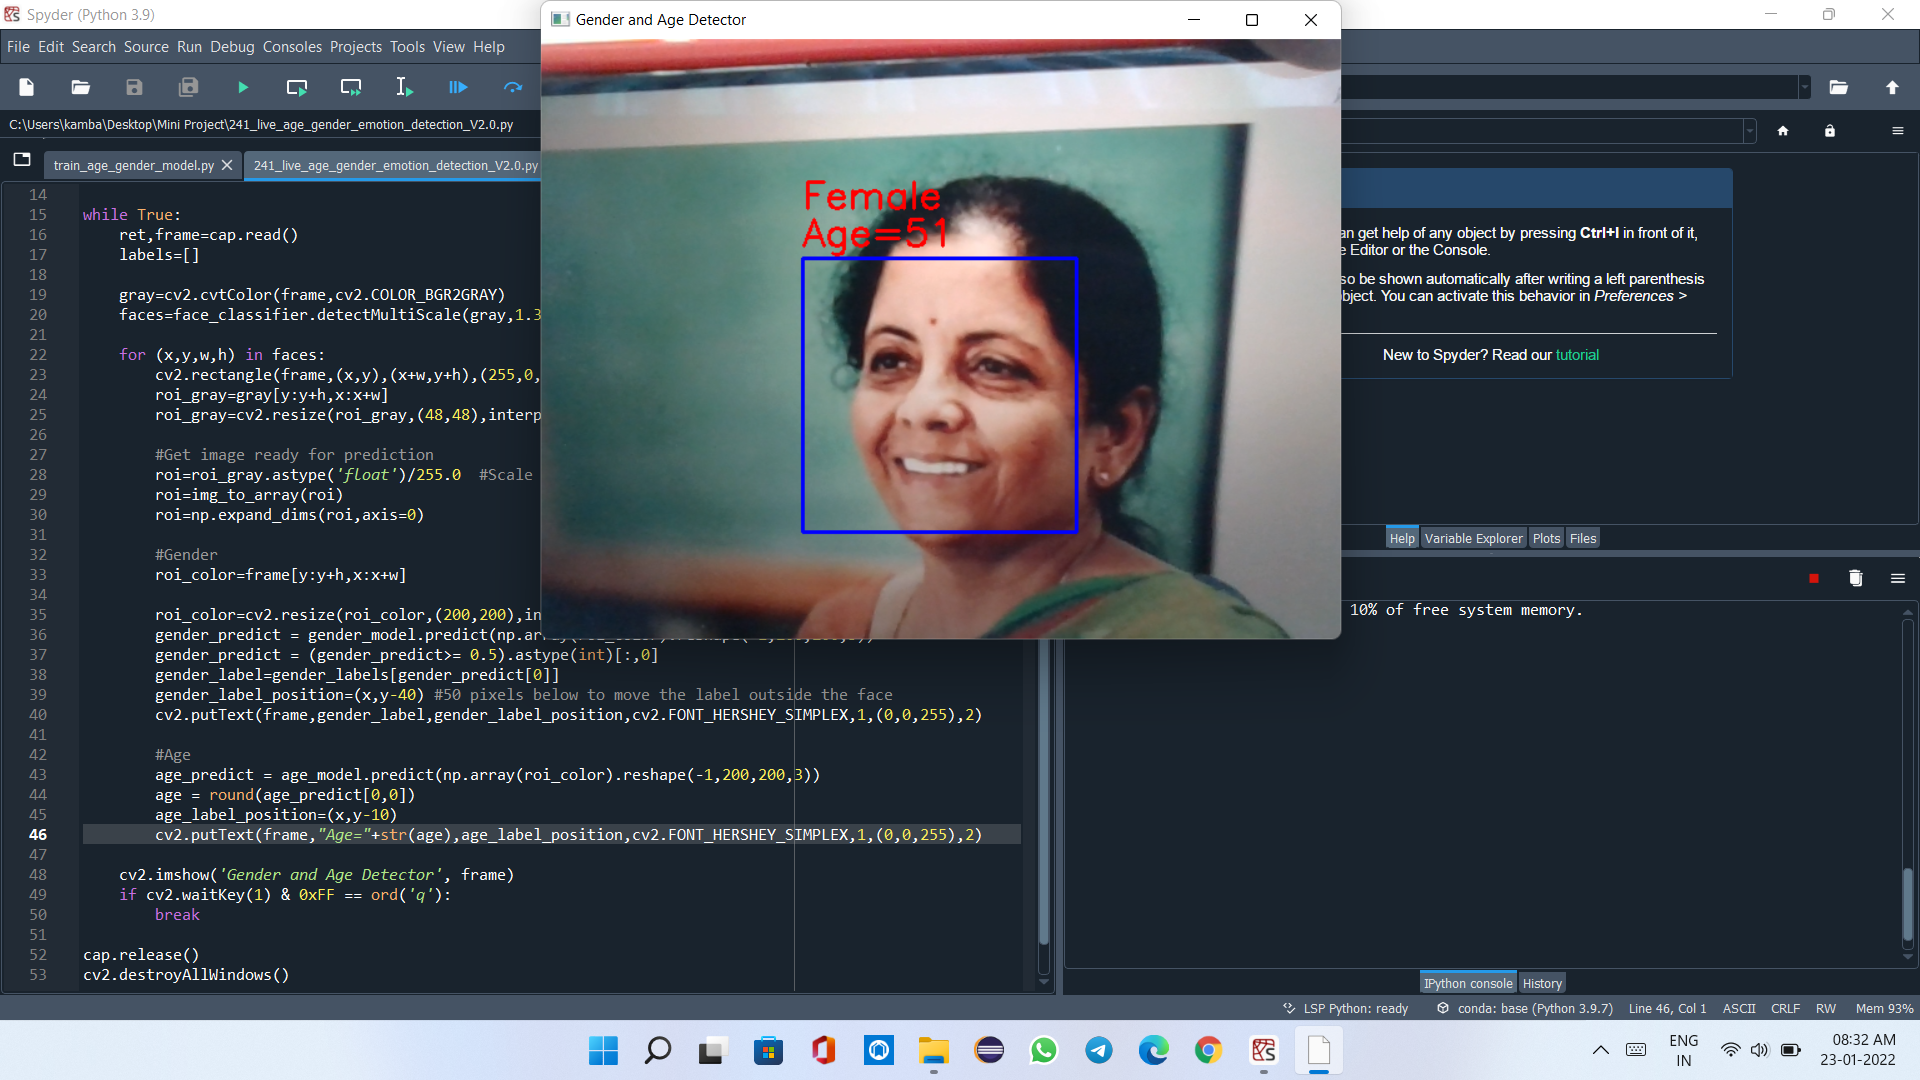 Spyder (Python 3.9)
Gender and Age Detector
File Edit Search Source Run Debug Consoles Projects Tools View Help
C:\Users\kamba\Desktop\Mini Project\241_live_age_gender_emotion_detection_V2.0.py
train_age_gender_model.py
241_live_age_gender_emotion_detection_V2.0.py
14
15 while True:
16 ret,frame=cap.read()
17 labels=[]
18
19 gray=cv2.cvtColor(frame,cv2.COLOR_BGR2GRAY)
20 faces=face_classifier.detectMultiScale(gray,1.3
21
22 for (x,y,w,h) in faces:
23 cv2.rectangle(frame,(x,y),(x+w,y+h),(255,0,
24 roi_gray=gray[y:y+h,x:x+w]
25 roi_gray=cv2.resize(roi_gray,(48,48),interp
26
27 #Get image ready for prediction
28 roi=roi_gray.astype('float')/255.0 #Scale
29 roi=img_to_array(roi)
30 roi=np.expand_dims(roi,axis=0)
31
32 #Gender
33 roi_color=frame[y:y+h,x:x+w]
34
35 roi_color=cv2.resize(roi_color,(200,200),in
36 gender_predict = gender_model.predict(np.ar
37 gender_predict = (gender_predict>= 0.5).astype(int)[:,0]
38 gender_label=gender_labels[gender_predict[0]]
39 gender_label_position=(x,y-40) #50 pixels below to move the label outside the face
40 cv2.putText(frame,gender_label,gender_label_position,cv2.FONT_HERSHEY_SIMPLEX,1,(0,0,255),2)
41
42 #Age
43 age_predict = age_model.predict(np.array(roi_color).reshape(-1,200,200,3))
44 age = round(age_predict[0,0])
45 age_label_position=(x,y-10)
46 cv2.putText(frame,"Age="+str(age),age_label_position,cv2.FONT_HERSHEY_SIMPLEX,1,(0,0,255),2)
47
48 cv2.imshow('Gender and Age Detector', frame)
49 if cv2.waitKey(1) & 0xFF == ord('q'):
50 break
51
52 cap.release()
53 cv2.destroyAllWindows()
Female
Age=51
an get help of any object by pressing Ctrl+I in front of it,
e Editor or the Console.
so be shown automatically after writing a left parenthesis
bject. You can activate this behavior in Preferences >
New to Spyder? Read our tutorial
Help Variable Explorer Plots Files
10% of free system memory.
IPython console History
LSP Python: ready conda: base (Python 3.9.7) Line 46, Col 1 ASCII CRLF RW Mem 93%
ENG
IN
08:32 AM
23-01-2022